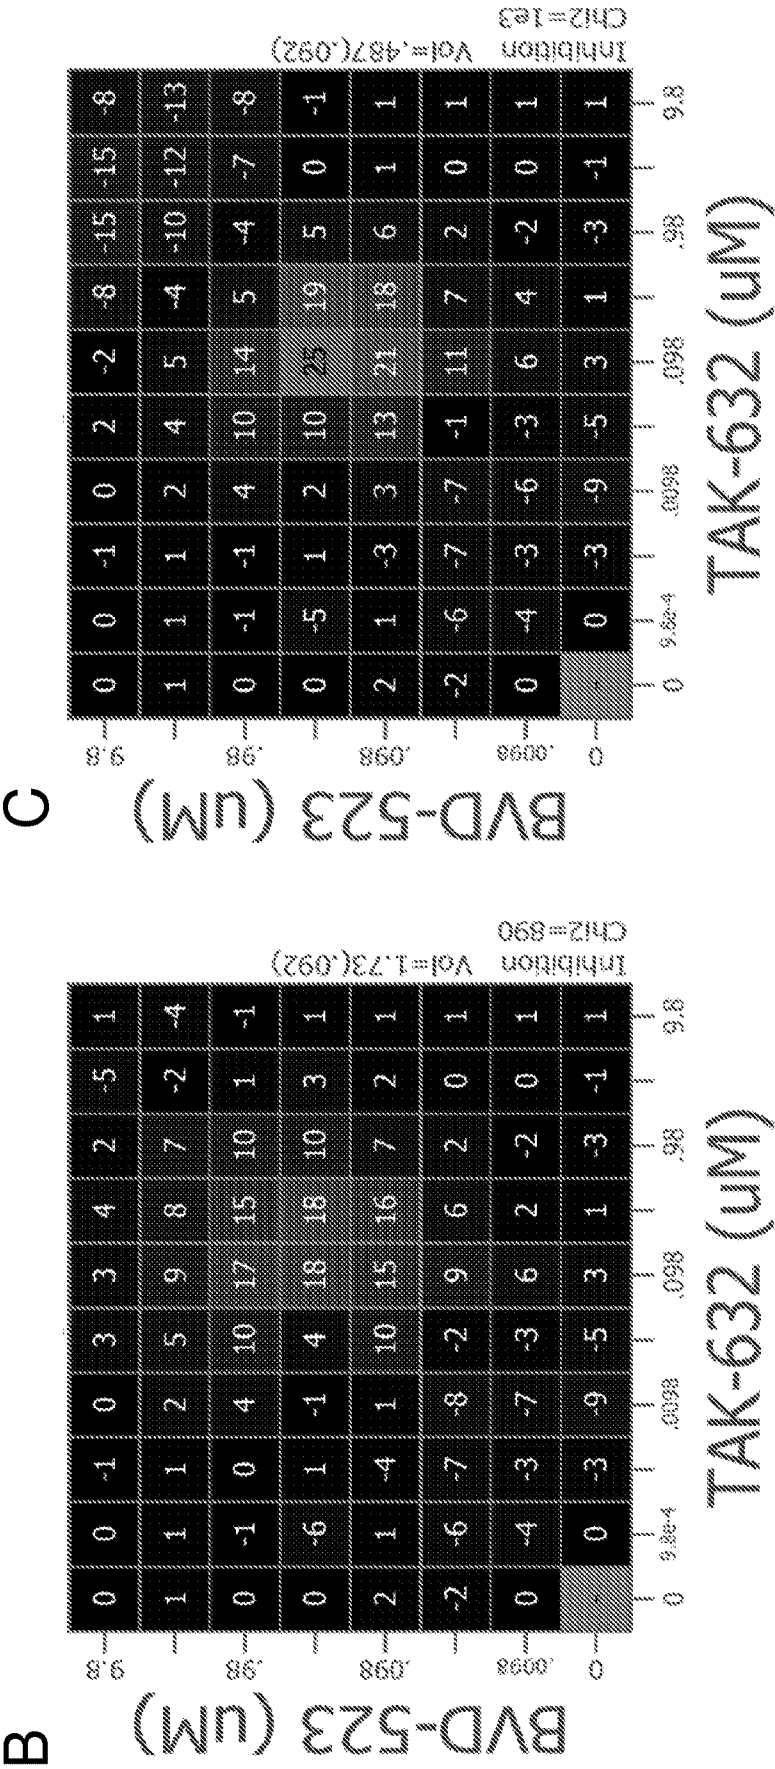 B
BVD-523 (uM)
9.8 0 0 -1 0 3 3 4 2 -5 1
1 1 1 2 5 9 8 7 -2 -4
.98 0 -1 0 4 10 17 15 10 1 -1
0 -6 1 -1 4 18 18 10 3 1
.098 2 1 -4 1 10 15 16 7 2 1
-2 -6 -7 -8 -2 9 6 2 0 1
.0098 0 -4 -3 -7 -3 6 2 -2 0 1
0 - 0 -3 -9 -5 3 1 -3 -1 1
0 9.8e-4 .0098 .098 .98 9.8
TAK-632 (uM)
Inhibition Vol=1.73(.092)
Chi2=890
C
BVD-523 (uM)
9.8 0 0 -1 0 2 -2 -8 -15 -15 -8
1 1 1 2 4 5 -4 -10 -12 -13
.98 0 -1 -1 4 10 14 5 -4 -7 -8
0 -5 1 2 10 25 19 5 0 -1
.098 2 1 -3 3 13 21 18 6 1 1
-2 -6 -7 -7 -1 11 7 2 0 1
.0098 0 -4 -3 -6 -3 6 4 -2 0 1
0 - 0 -3 -9 -5 3 1 -3 -1 1
0 9.8e-4 .0098 .098 .98 9.8
TAK-632 (uM)
Inhibition Vol=.487(.092)
Chi2=1e3